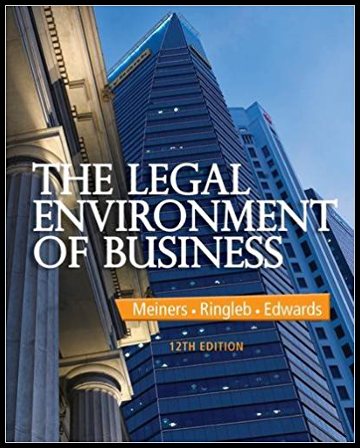 THE LEGAL
ENVIRONMENT
OF BUSINESS
Meiners • Ringleb • Edwards
12TH EDITION